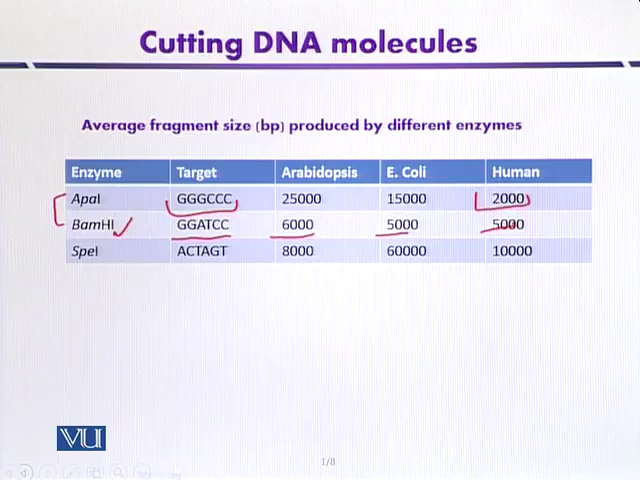 Cutting DNA molecules
Average fragment size (bp) produced by different enzymes
Enzyme Target Arabidopsis E. Coli Human
ApaI GGGCCC 25000 15000 2000
BamHI GGATCC 6000 5000 5000
SpeI ACTAGT 8000 60000 10000
VU
1/8